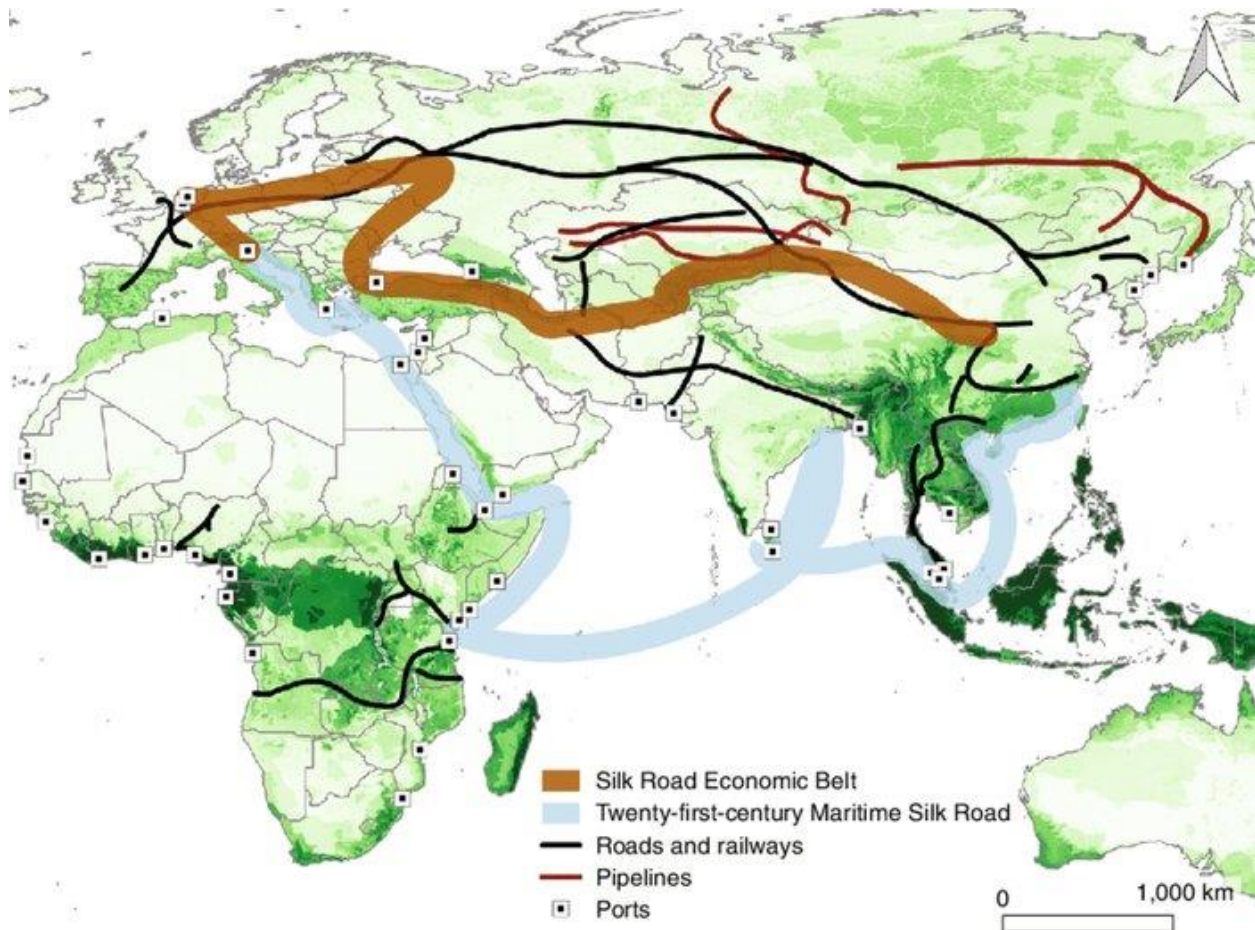 Silk Road Economic Belt
Twenty-first-century Maritime Silk Road
Roads and railways
Pipelines
Ports
0 1,000 km